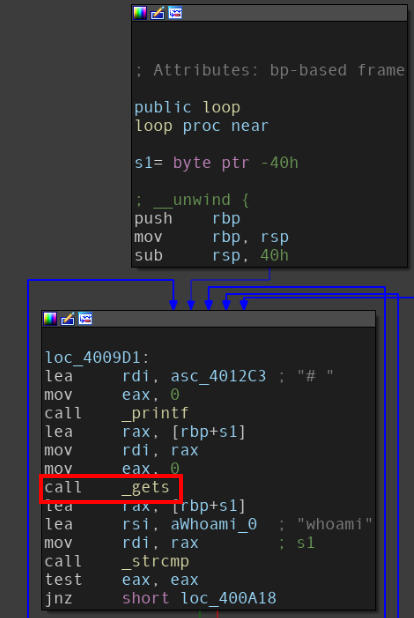 ; Attributes: bp-based frame
public loop
loop proc near
s1= byte ptr -40h
; __unwind {
push rbp
mov rbp, rsp
sub rsp, 40h
loc_4009D1:
lea rdi, asc_4012C3 ; "# "
mov eax, 0
call _printf
lea rax, [rbp+s1]
mov rdi, rax
mov eax, 0
call _gets
lea rax, [rbp+s1]
lea rsi, aWhoami_0 ; "whoami"
mov rdi, rax ; s1
call _strcmp
test eax, eax
jnz short loc_400A18